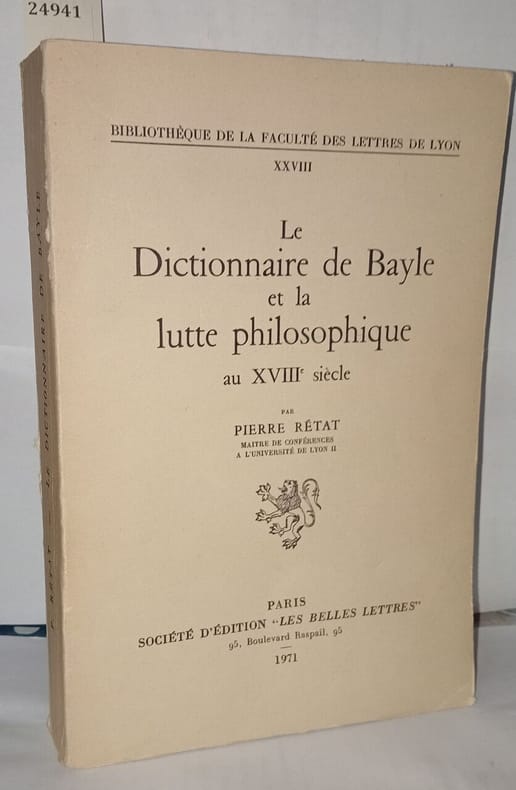 24941
BIBLIOTHÈQUE DE LA FACULTÉ DES LETTRES DE LYON
XXVIII
Le
Dictionnaire de Bayle
et la
lutte philosophique
au XVIIIe siècle
PAR
PIERRE RÉTAT
MAITRE DE CONFÉRENCES
A L'UNIVERSITÉ DE LYON II
PARIS
SOCIÉTÉ D'ÉDITION "LES BELLES LETTRES"
95, Boulevard Raspail, 95
1971
P. RÉTAT — LE DICTIONNAIRE DE BAYLE